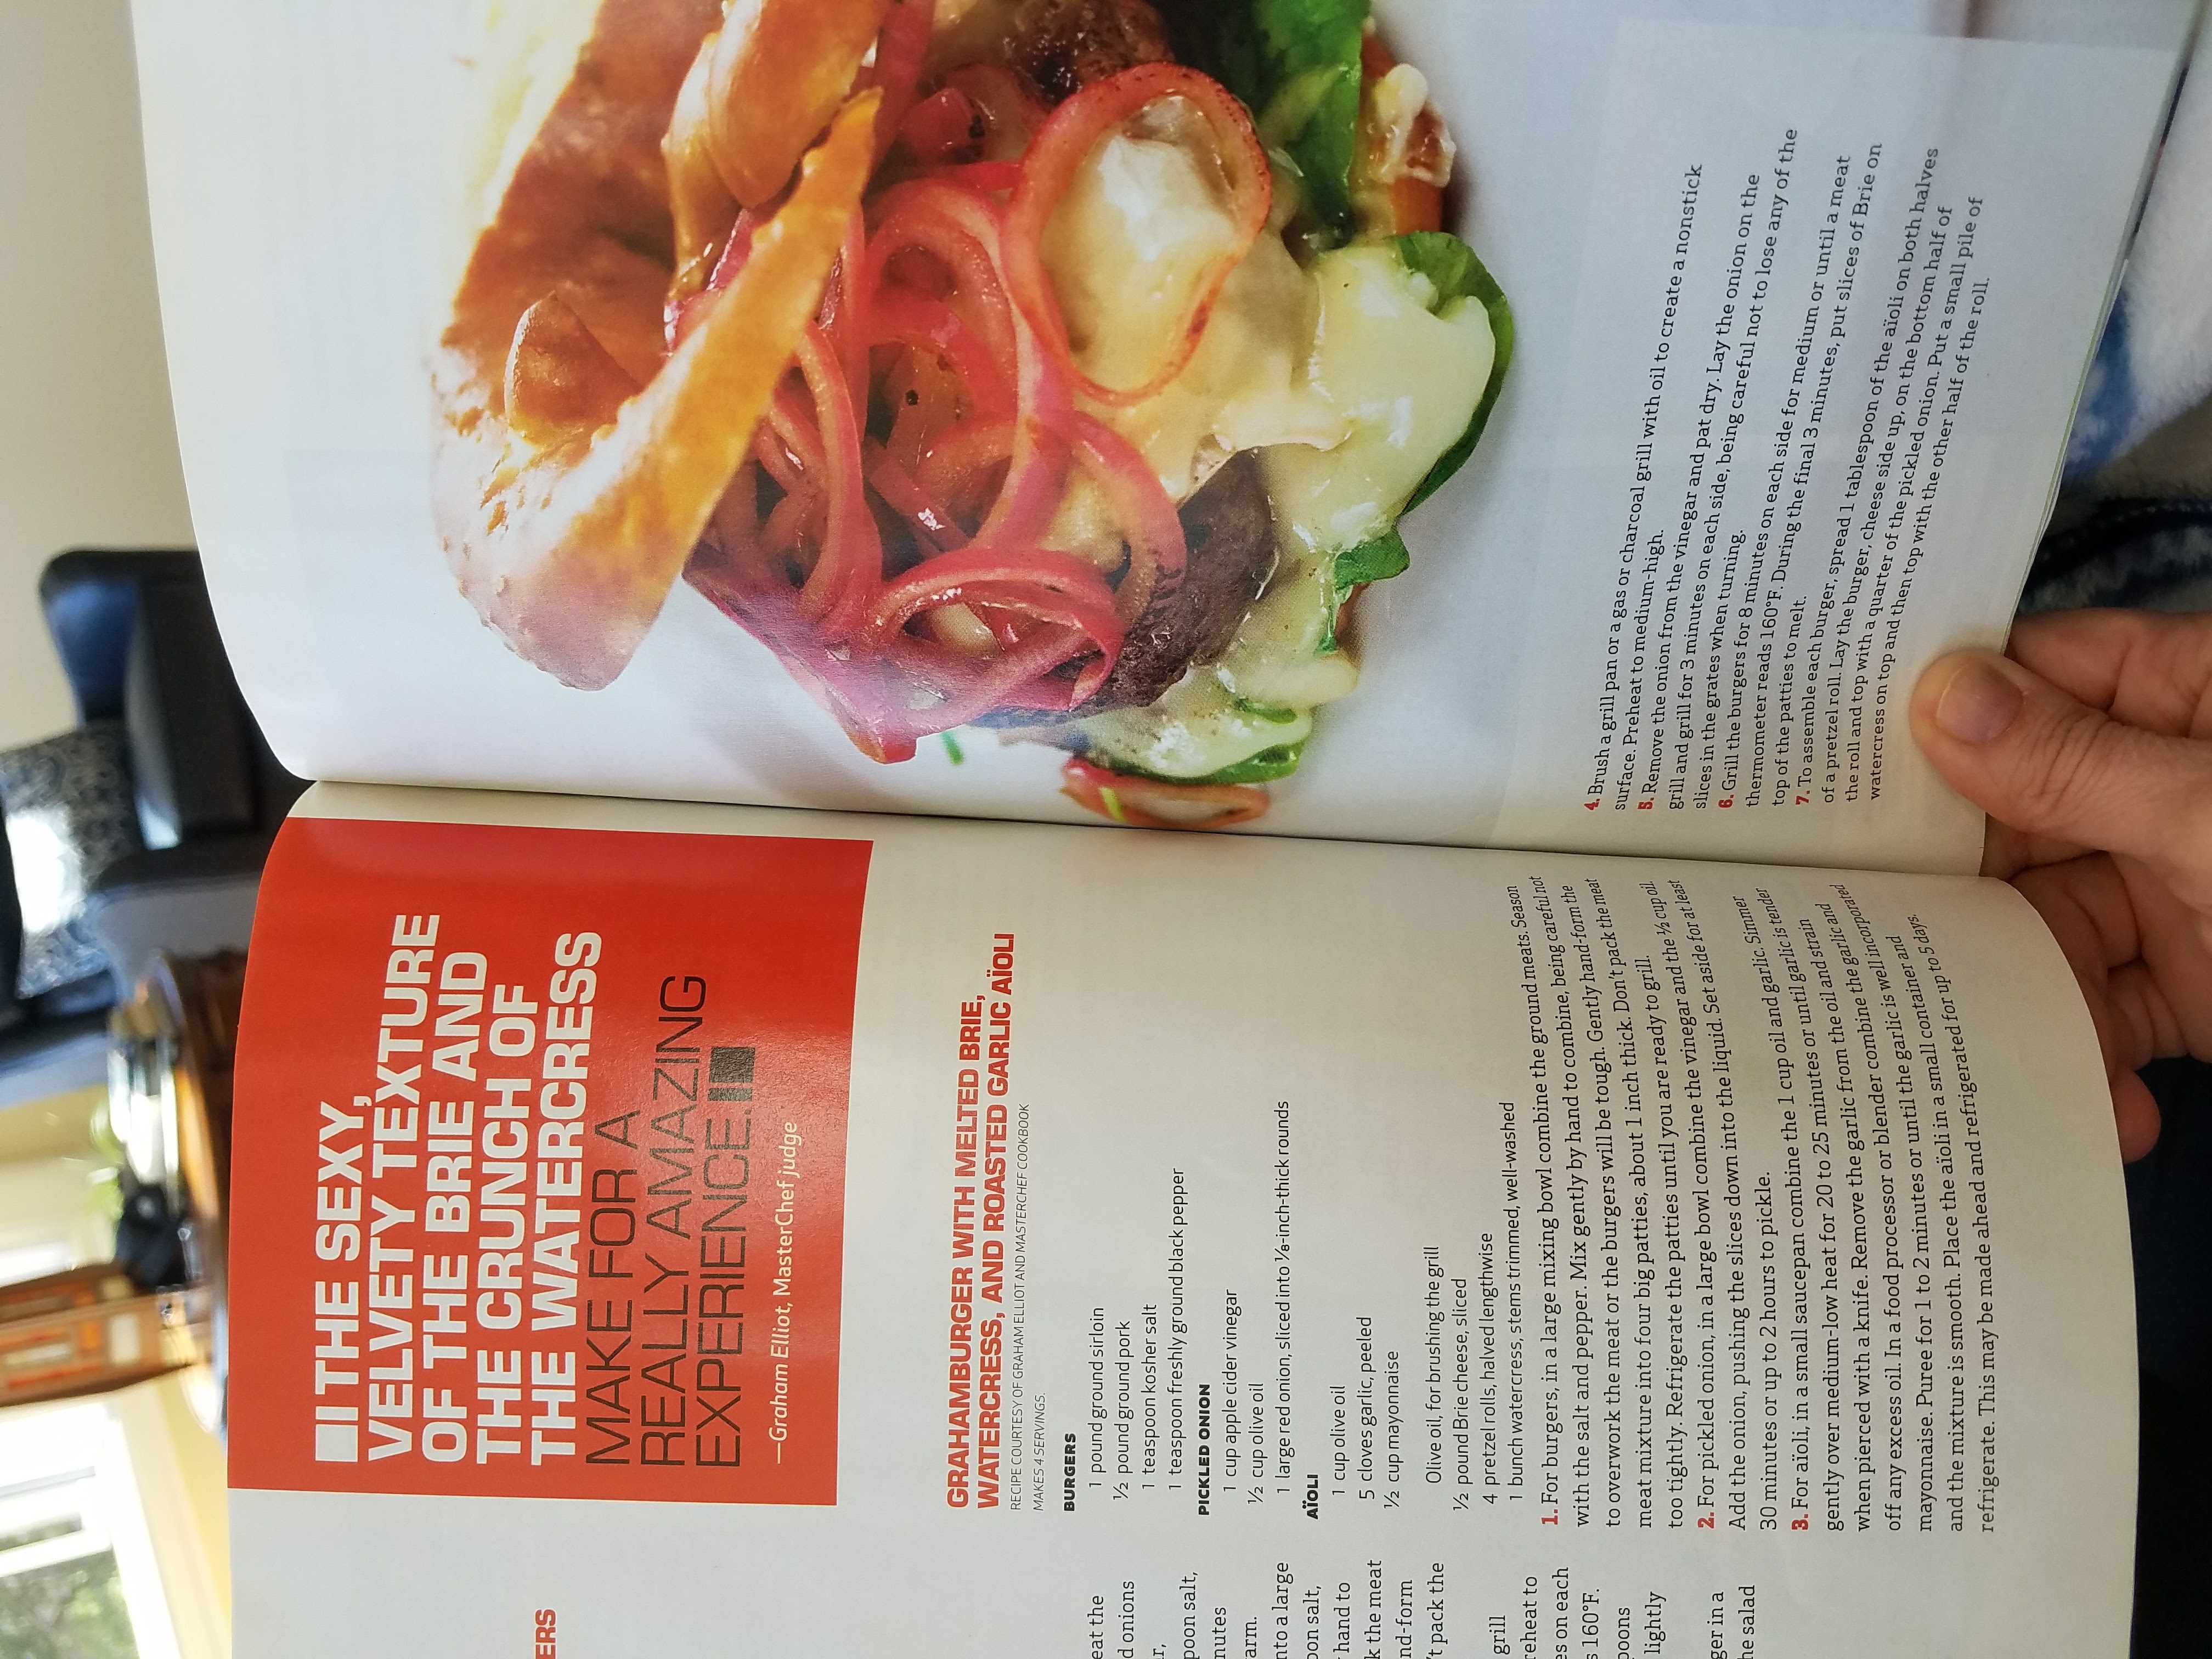 ERS
eat the
d onions
r,
poon salt,
nutes
arm.
nto a large
oon salt,
hand to
k the meat
nd-form
't pack the
grill
reheat to
es on each
s 160°F.
poons
lightly
ger in a
he salad
THE SEXY,
VELVETY TEXTURE
OF THE BRIE AND
THE CRUNCH OF
THE WATERCRESS
MAKE FOR A
REALLY AMAZING
EXPERIENCE.
—Graham Elliot, MasterChef judge
GRAHAMBURGER WITH MELTED BRIE,
WATERCRESS, AND ROASTED GARLIC AÏOLI
RECIPE COURTESY OF GRAHAM ELLIOT AND MASTERCHEF COOKBOOK
MAKES 4 SERVINGS.
BURGERS
1 pound ground sirloin
½ pound ground pork
1 teaspoon kosher salt
1 teaspoon freshly ground black pepper
PICKLED ONION
1 cup apple cider vinegar
½ cup olive oil
1 large red onion, sliced into ⅛-inch-thick rounds
AÏOLI
1 cup olive oil
5 cloves garlic, peeled
½ cup mayonnaise
Olive oil, for brushing the grill
½ pound Brie cheese, sliced
4 pretzel rolls, halved lengthwise
1 bunch watercress, stems trimmed, well-washed
1. For burgers, in a large mixing bowl combine the ground meats. Season
with the salt and pepper. Mix gently by hand to combine, being careful not
to overwork the meat or the burgers will be tough. Gently hand-form the
meat mixture into four big patties, about 1 inch thick. Don't pack the meat
too tightly. Refrigerate the patties until you are ready to grill.
2. For pickled onion, in a large bowl combine the vinegar and the ½ cup oil.
Add the onion, pushing the slices down into the liquid. Set aside for at least
30 minutes or up to 2 hours to pickle.
3. For aïoli, in a small saucepan combine the 1 cup oil and garlic. Simmer
gently over medium-low heat for 20 to 25 minutes or until garlic is tender
when pierced with a knife. Remove the garlic from the oil and strain
off any excess oil. In a food processor or blender combine the garlic and
mayonnaise. Puree for 1 to 2 minutes or until the garlic is well incorporated
and the mixture is smooth. Place the aïoli in a small container and
refrigerate. This may be made ahead and refrigerated for up to 5 days.
4. Brush a grill pan or a gas or charcoal grill with oil to create a nonstick
surface. Preheat to medium-high.
5. Remove the onion from the vinegar and pat dry. Lay the onion on the
grill and grill for 3 minutes on each side, being careful not to lose any of the
slices in the grates when turning.
6. Grill the burgers for 8 minutes on each side for medium or until a meat
thermometer reads 160°F. During the final 3 minutes, put slices of Brie on
top of the patties to melt.
7. To assemble each burger, spread 1 tablespoon of the aïoli on both halves
of a pretzel roll. Lay the burger, cheese side up, on the bottom half of
the roll and top with a quarter of the pickled onion. Put a small pile of
watercress on top and then top with the other half of the roll.